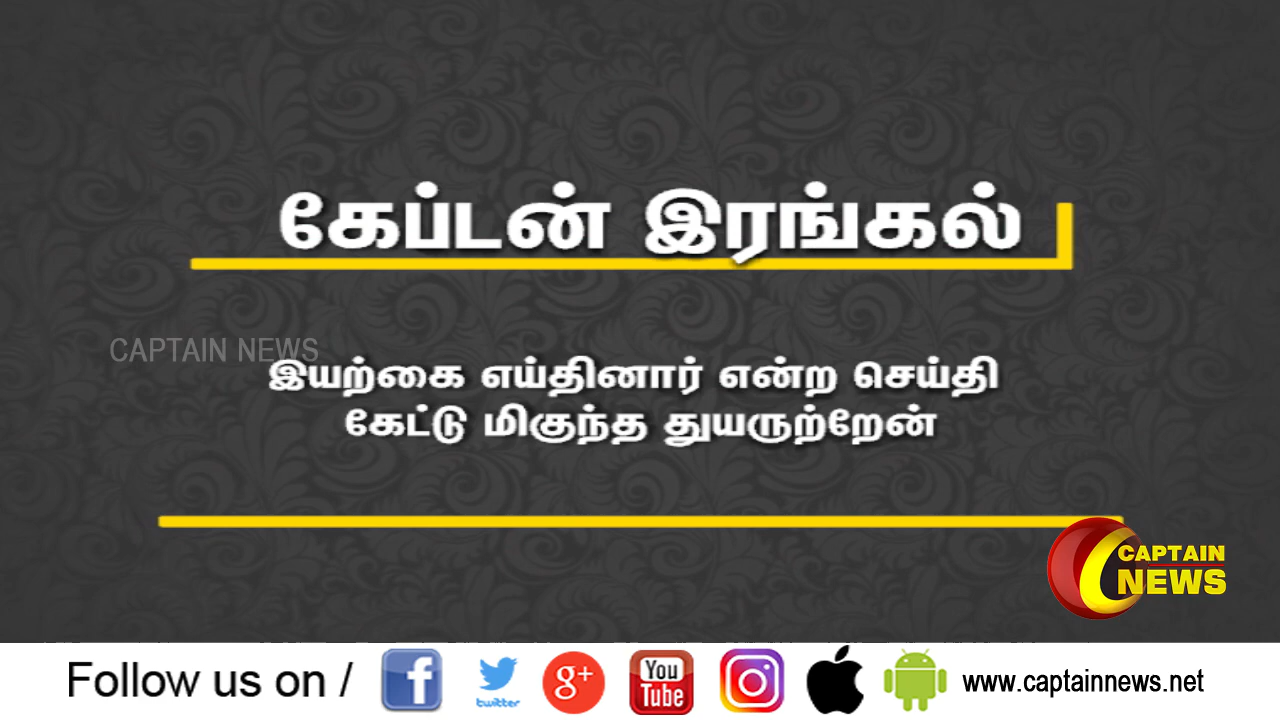 கேப்டன் இரங்கல்
CAPTAIN NEWS
இயற்கை எய்தினார் என்ற செய்தி
கேட்டு மிகுந்த துயருற்றேன்
CAPTAIN
NEWS
Follow us on / f twitter g+ You Tube www.captainnews.net